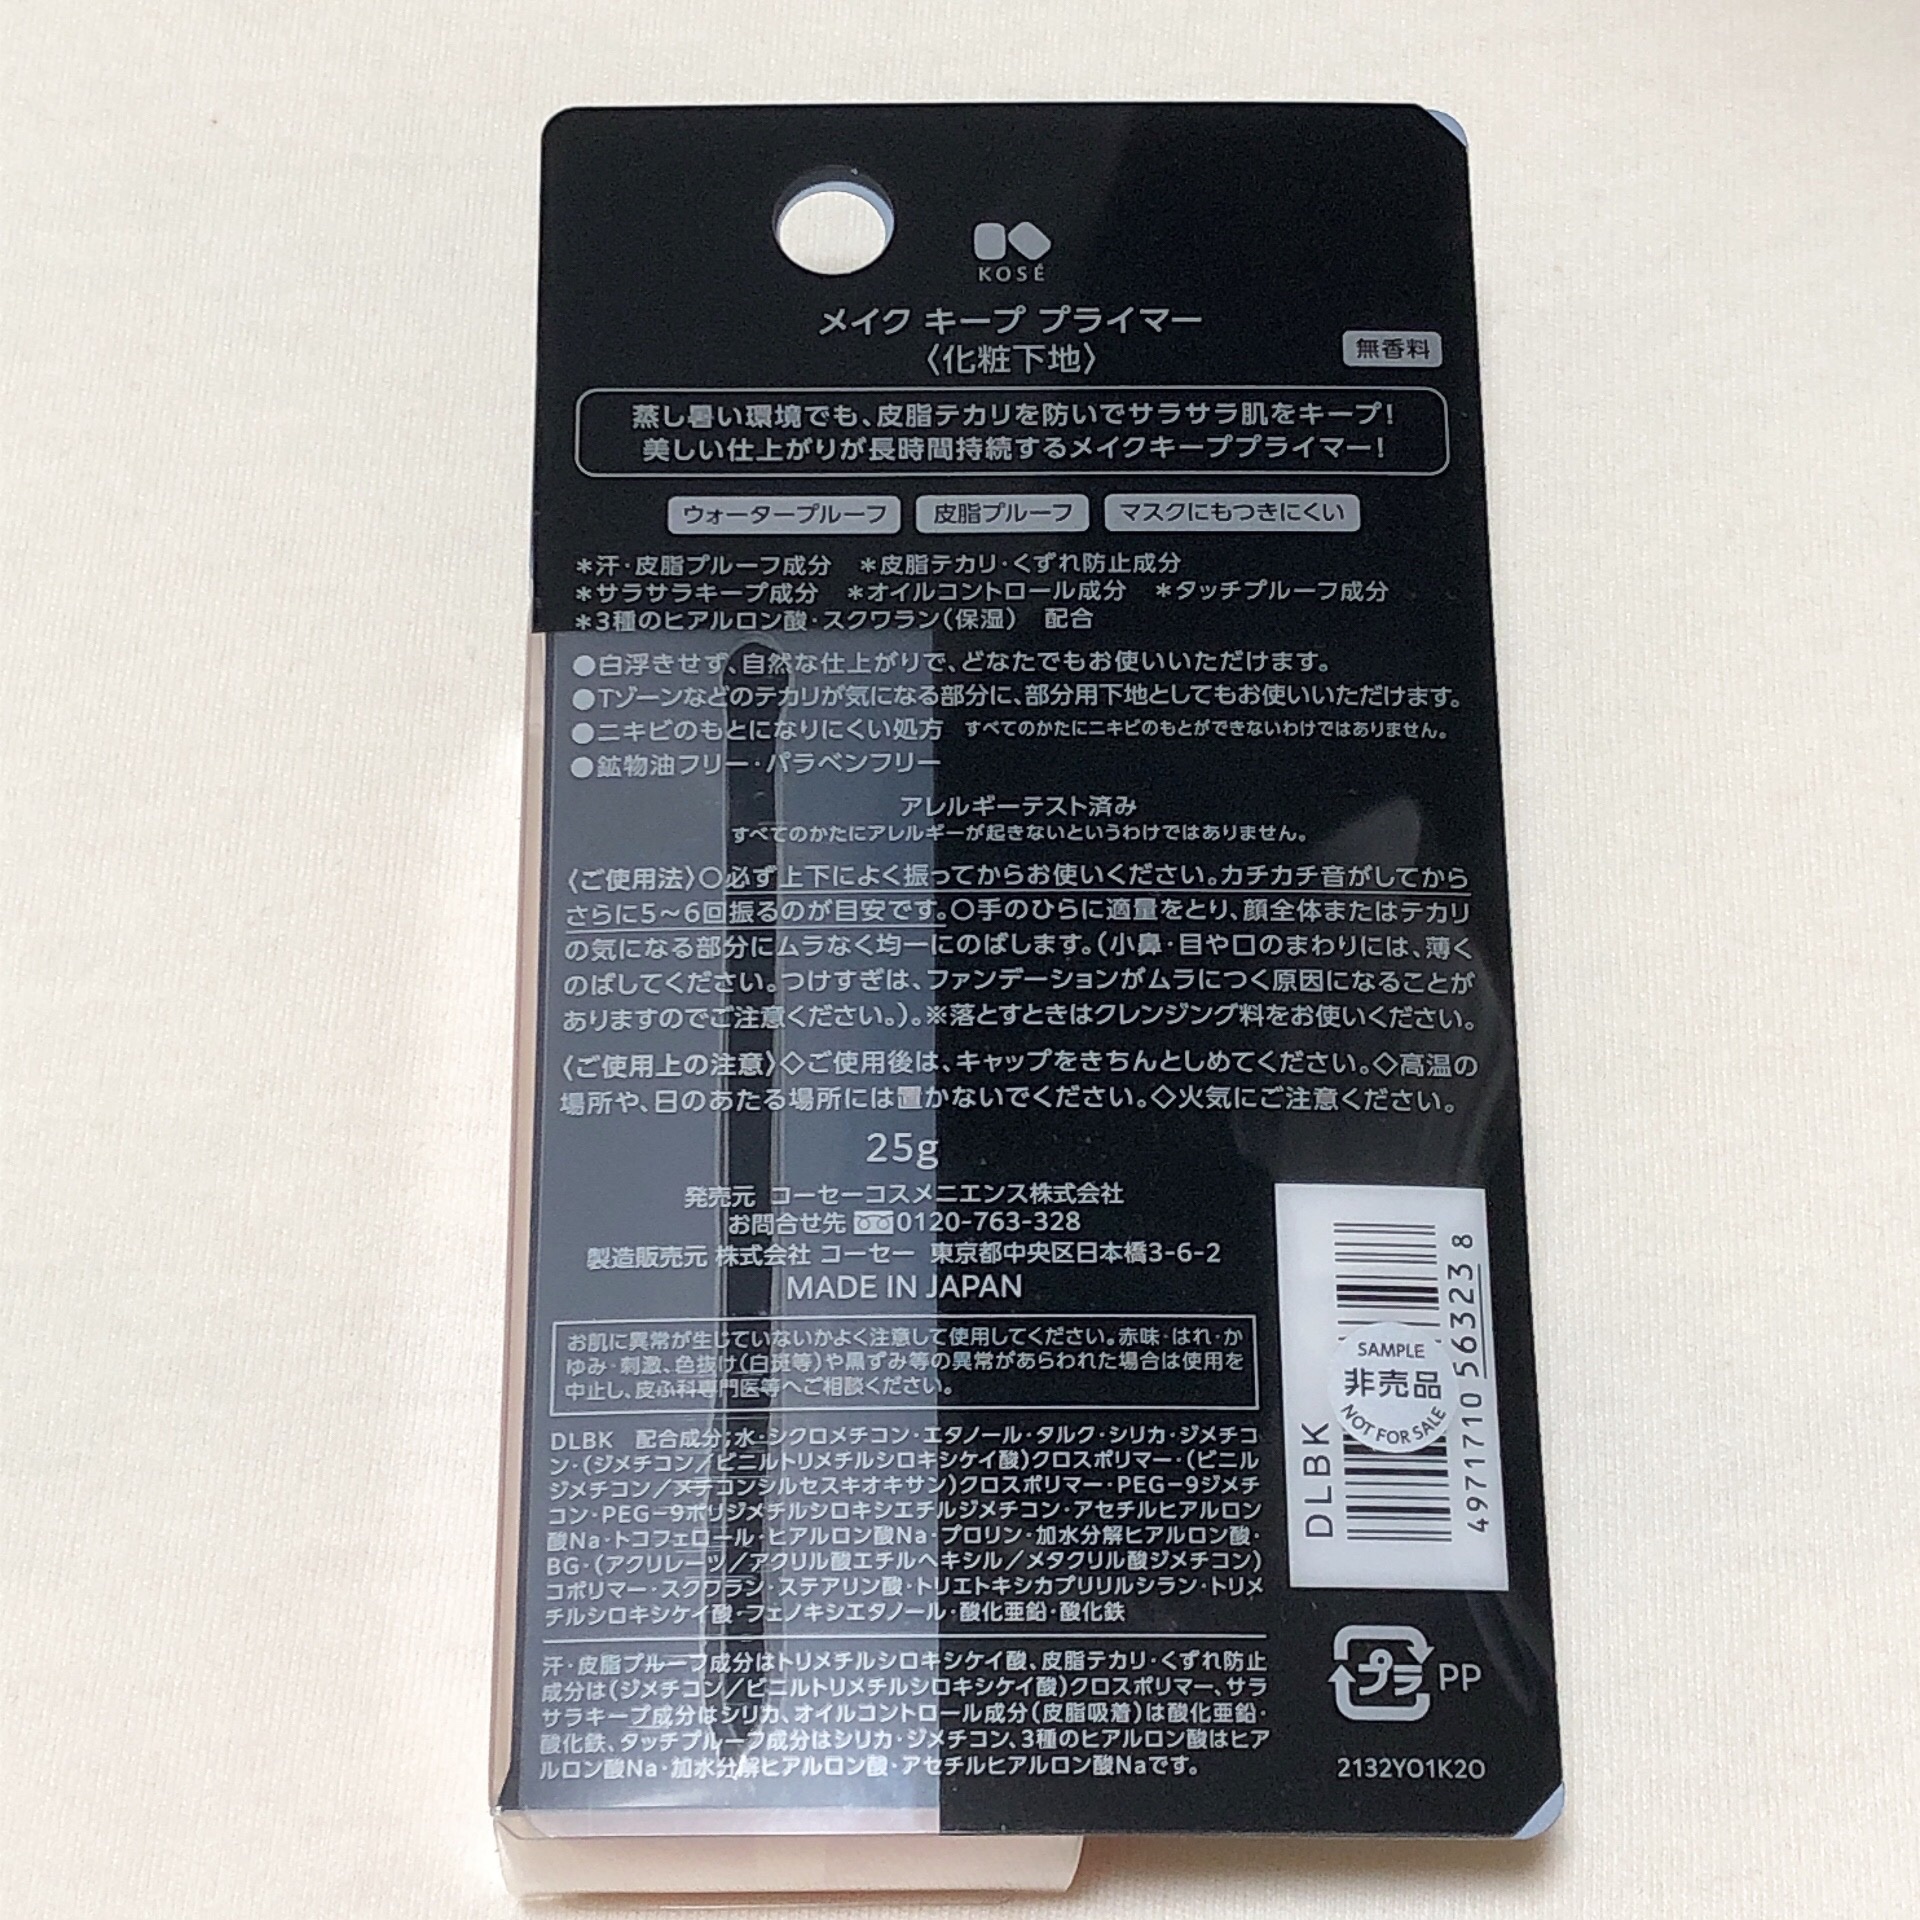 KOSÉ
メイク キープ プライマー
〈化粧下地〉
無香料
蒸し暑い環境でも、皮脂テカリを防いでサラサラ肌をキープ!
美しい仕上がりが長時間持続するメイクキーププライマー!
ウォータープルーフ 皮脂プルーフ マスクにもつきにくい
*汗・皮脂プルーフ成分 *皮脂テカリ・くずれ防止成分
*サラサラキープ成分 *オイルコントロール成分 *タッチプルーフ成分
*3種のヒアルロン酸・スクワラン(保湿) 配合
●白浮きせず、自然な仕上がりで、どなたでもお使いいただけます。
●Tゾーンなどのテカリが気になる部分に、部分用下地としてもお使いいただけます。
●ニキビのもとになりにくい処方 すべてのかたにニキビのもとができないわけではありません。
●鉱物油フリー・パラベンフリー
アレルギーテスト済み
すべてのかたにアレルギーが起きないというわけではありません。
〈ご使用法〉○必ず上下によく振ってからお使いください。カチカチ音がしてから
さらに5～6回振るのが目安です。○手のひらに適量をとり、顔全体またはテカリ
の気になる部分にムラなく均一にのばします。(小鼻・目や口のまわりには、薄く
のばしてください。つけすぎは、ファンデーションがムラにつく原因になることが
ありますのでご注意ください。)。※落とすときはクレンジング料をお使いください。
〈ご使用上の注意〉◇ご使用後は、キャップをきちんとしめてください。◇高温の
場所や、日のあたる場所には置かないでください。◇火気にご注意ください。
25g
発売元 コーセーコスメニエンス株式会社
お問合せ先 0120-763-328
製造販売元 株式会社 コーセー 東京都中央区日本橋3-6-2
MADE IN JAPAN
お肌に異常が生じていないかよく注意して使用してください。赤味・はれ・か
ゆみ・刺激、色抜け(白斑等)や黒ずみ等の異常があらわれた場合は使用を
中止し、皮ふ科専門医等へご相談ください。
DLBK 配合成分;水・シクロメチコン・エタノール・タルク・シリカ・ジメチコ
ン・(ジメチコン/ビニルトリメチルシロキシケイ酸)クロスポリマー・(ビニル
ジメチコン/メチコンシルセスキオキサン)クロスポリマー・PEG-9ジメチ
コン・PEG-9ポリジメチルシロキシエチルジメチコン・アセチルヒアルロン
酸Na・トコフェロール・ヒアルロン酸Na・プロリン・加水分解ヒアルロン酸・
BG・(アクリレーツ/アクリル酸エチルヘキシル/メタクリル酸ジメチコン)
コポリマー・スクワラン・ステアリン酸・トリエトキシカプリリルシラン・トリメ
チルシロキシケイ酸・フェノキシエタノール・酸化亜鉛・酸化鉄
汗・皮脂プルーフ成分はトリメチルシロキシケイ酸、皮脂テカリ・くずれ防止
成分は(ジメチコン/ビニルトリメチルシロキシケイ酸)クロスポリマー、サラ
サラキープ成分はシリカ、オイルコントロール成分(皮脂吸着)は酸化亜鉛・
酸化鉄、タッチプルーフ成分はシリカ・ジメチコン、3種のヒアルロン酸はヒア
ルロン酸Na・加水分解ヒアルロン酸・アセチルヒアルロン酸Naです。
DLBK
SAMPLE
非売品
NOT FOR SALE
4971710 563238
プラ PP
2132YO1K2O